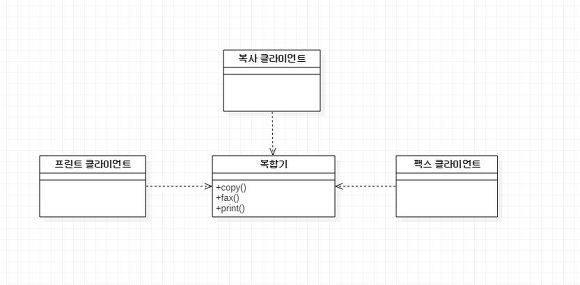 복사 클라이언트
프린트 클라이언트
복합기
팩스 클라이언트
+copy()
+fax()
+print()